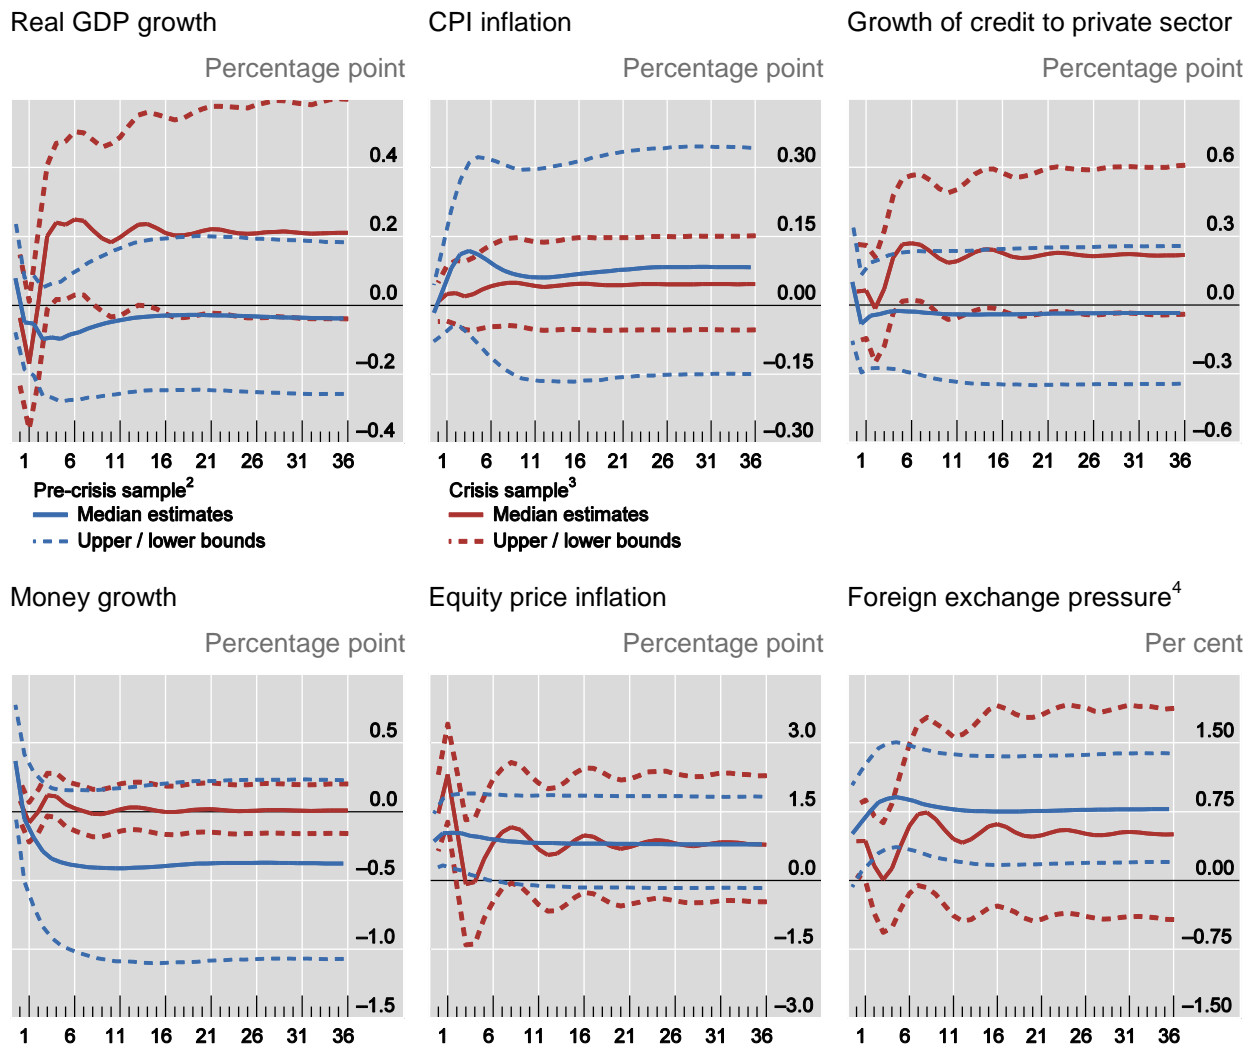 Real GDP growth
Percentage point
0.4
0.2
0.0
–0.2
–0.4
1 6 11 16 21 26 31 36
CPI inflation
Percentage point
0.30
0.15
0.00
–0.15
–0.30
1 6 11 16 21 26 31 36
Growth of credit to private sector
Percentage point
0.6
0.3
0.0
–0.3
–0.6
1 6 11 16 21 26 31 36
Pre-crisis sample²
Median estimates
Upper / lower bounds
Crisis sample³
Median estimates
Upper / lower bounds
Money growth
Percentage point
0.5
0.0
–0.5
–1.0
–1.5
1 6 11 16 21 26 31 36
Equity price inflation
Percentage point
3.0
1.5
0.0
–1.5
–3.0
1 6 11 16 21 26 31 36
Foreign exchange pressure⁴
Per cent
1.50
0.75
0.00
–0.75
–1.50
1 6 11 16 21 26 31 36